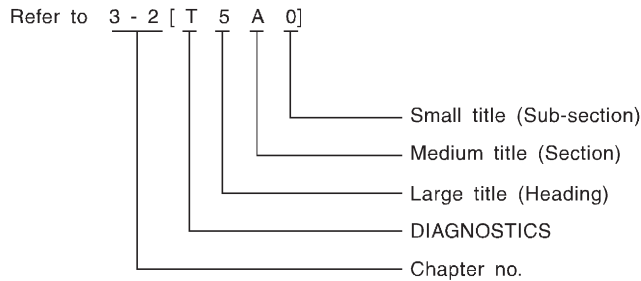 Refer to 3 - 2 [ T 5 A 0]
Small title (Sub-section)
Medium title (Section)
Large title (Heading)
DIAGNOSTICS
Chapter no.